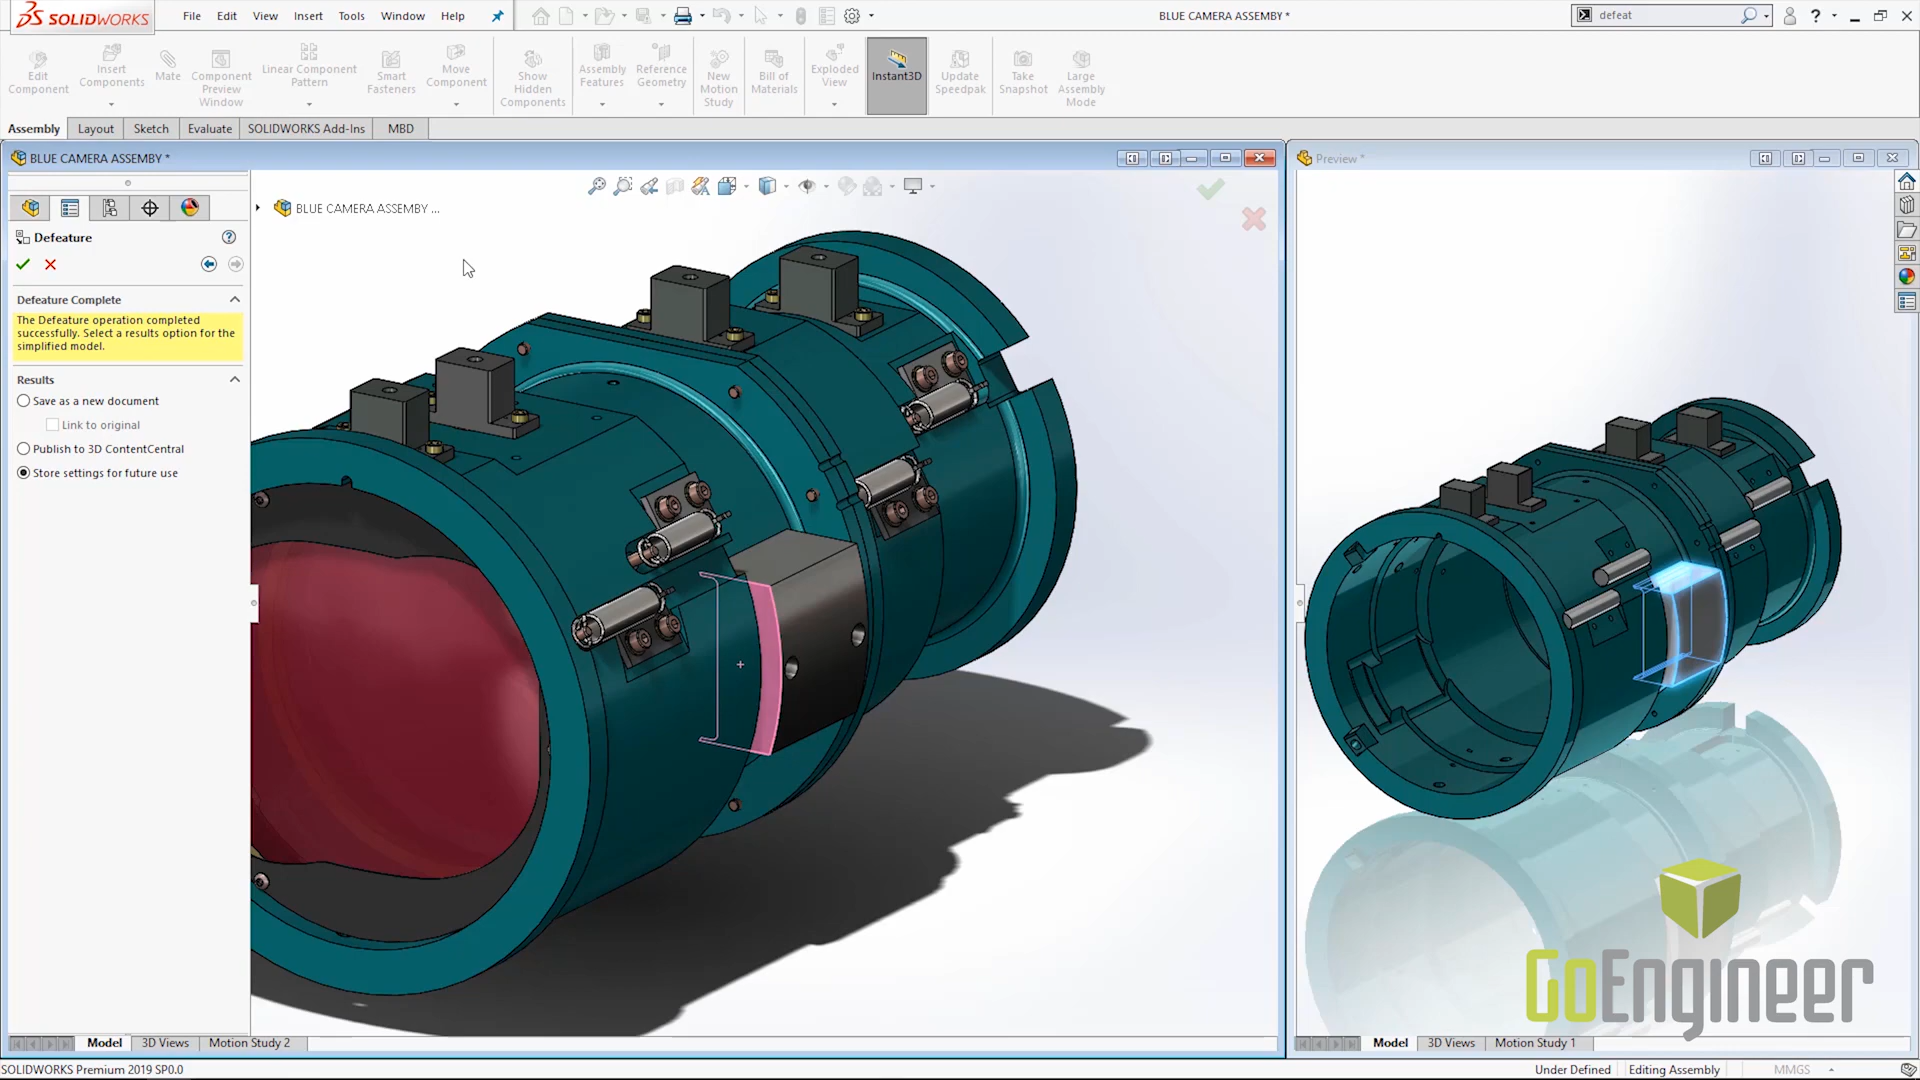 SOLIDWORKS
File Edit View Insert Tools Window Help
BLUE CAMERA ASSEMBY *
defeat
Edit Component
Insert Components
Mate
Component Preview Window
Linear Component Pattern
Smart Fasteners
Move Component
Show Hidden Components
Assembly Features
Reference Geometry
New Motion Study
Bill of Materials
Exploded View
Instant3D
Update Speedpak
Take Snapshot
Large Assembly Mode
Assembly Layout Sketch Evaluate SOLIDWORKS Add-Ins MBD
BLUE CAMERA ASSEMBY *
Preview *
BLUE CAMERA ASSEMBY ...
Defeature
Defeature Complete
The Defeature operation completed
successfully. Select a results option for the
simplified model.
Results
Save as a new document
Link to original
Publish to 3D ContentCentral
Store settings for future use
GoEngineer
Model 3D Views Motion Study 2
Model 3D Views Motion Study 1
SOLIDWORKS Premium 2019 SP0.0
Under Defined Editing Assembly MMGS